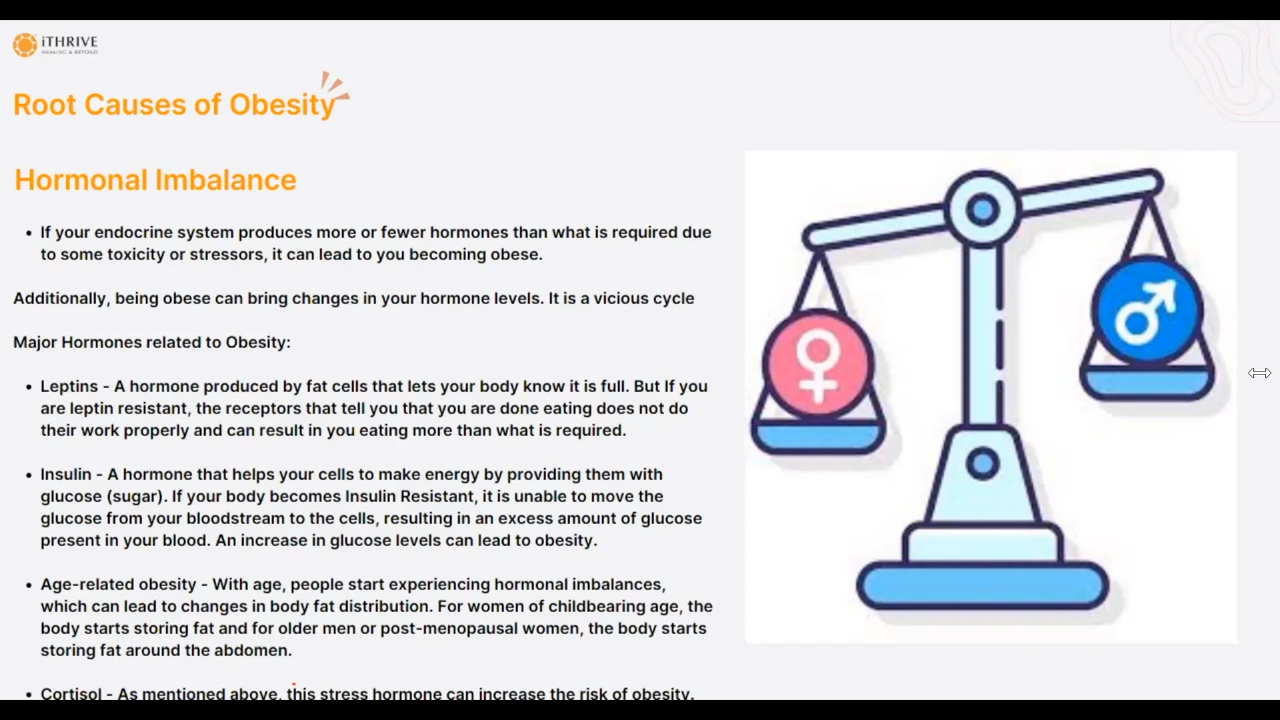 iTHRIVE
HEALING & BEYOND
Root Causes of Obesity
Hormonal Imbalance
• If your endocrine system produces more or fewer hormones than what is required due
to some toxicity or stressors, it can lead to you becoming obese.
Additionally, being obese can bring changes in your hormone levels. It is a vicious cycle
Major Hormones related to Obesity:
• Leptins - A hormone produced by fat cells that lets your body know it is full. But If you
are leptin resistant, the receptors that tell you that you are done eating does not do
their work properly and can result in you eating more than what is required.
• Insulin - A hormone that helps your cells to make energy by providing them with
glucose (sugar). If your body becomes Insulin Resistant, it is unable to move the
glucose from your bloodstream to the cells, resulting in an excess amount of glucose
present in your blood. An increase in glucose levels can lead to obesity.
• Age-related obesity - With age, people start experiencing hormonal imbalances,
which can lead to changes in body fat distribution. For women of childbearing age, the
body starts storing fat and for older men or post-menopausal women, the body starts
storing fat around the abdomen.
• Cortisol - As mentioned above, this stress hormone can increase the risk of obesity.